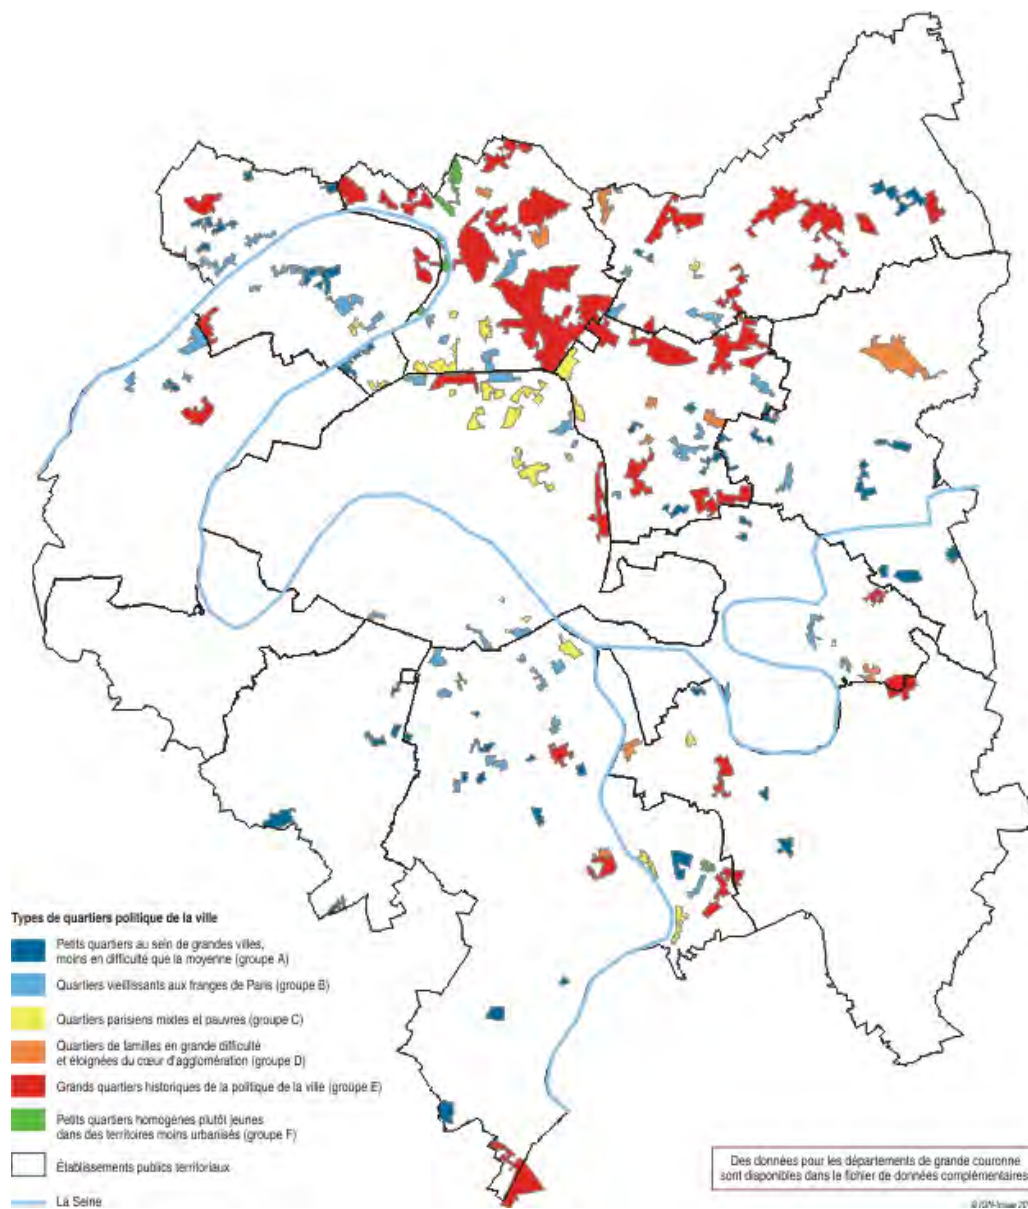 Types de quartiers politique de la ville
Petits quartiers au sein de grandes villes,
moins en difficulté que la moyenne (groupe A)
Quartiers vieillissants aux franges de Paris (groupe B)
Quartiers parisiens mixtes et pauvres (groupe C)
Quartiers de familles en grande difficulté
et éloignées du cœur d'agglomération (groupe D)
Grands quartiers historiques de la politique de la ville (groupe E)
Petits quartiers homogènes plutôt jeunes
dans des territoires moins urbanisés (groupe F)
Établissements publics territoriaux
La Seine
Des données pour les départements de grande couronne
sont disponibles dans le fichier de données complémentaires